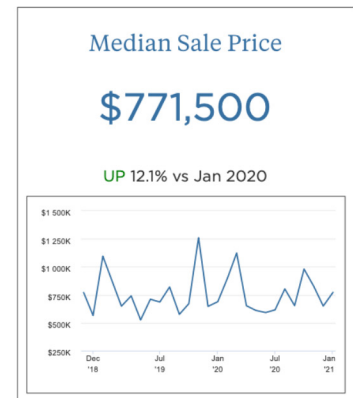 Median Sale Price
$771,500
UP 12.1% vs Jan 2020
$1 500K
$1 250K
$1 000K
$750K
$500K
$250K
Dec Jul Jan Jul Jan
'18 '19 '20 '20 '21